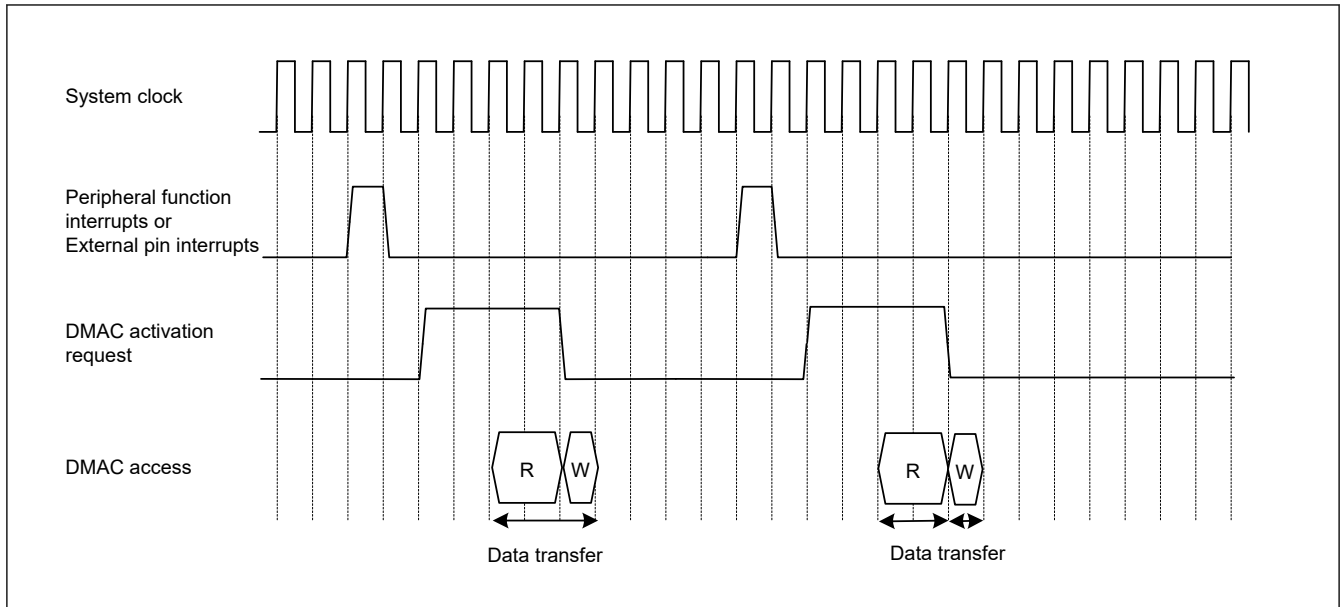 System clock
Peripheral function
interrupts or
External pin interrupts
DMAC activation
request
DMAC access
R
W
R
W
Data transfer
Data transfer